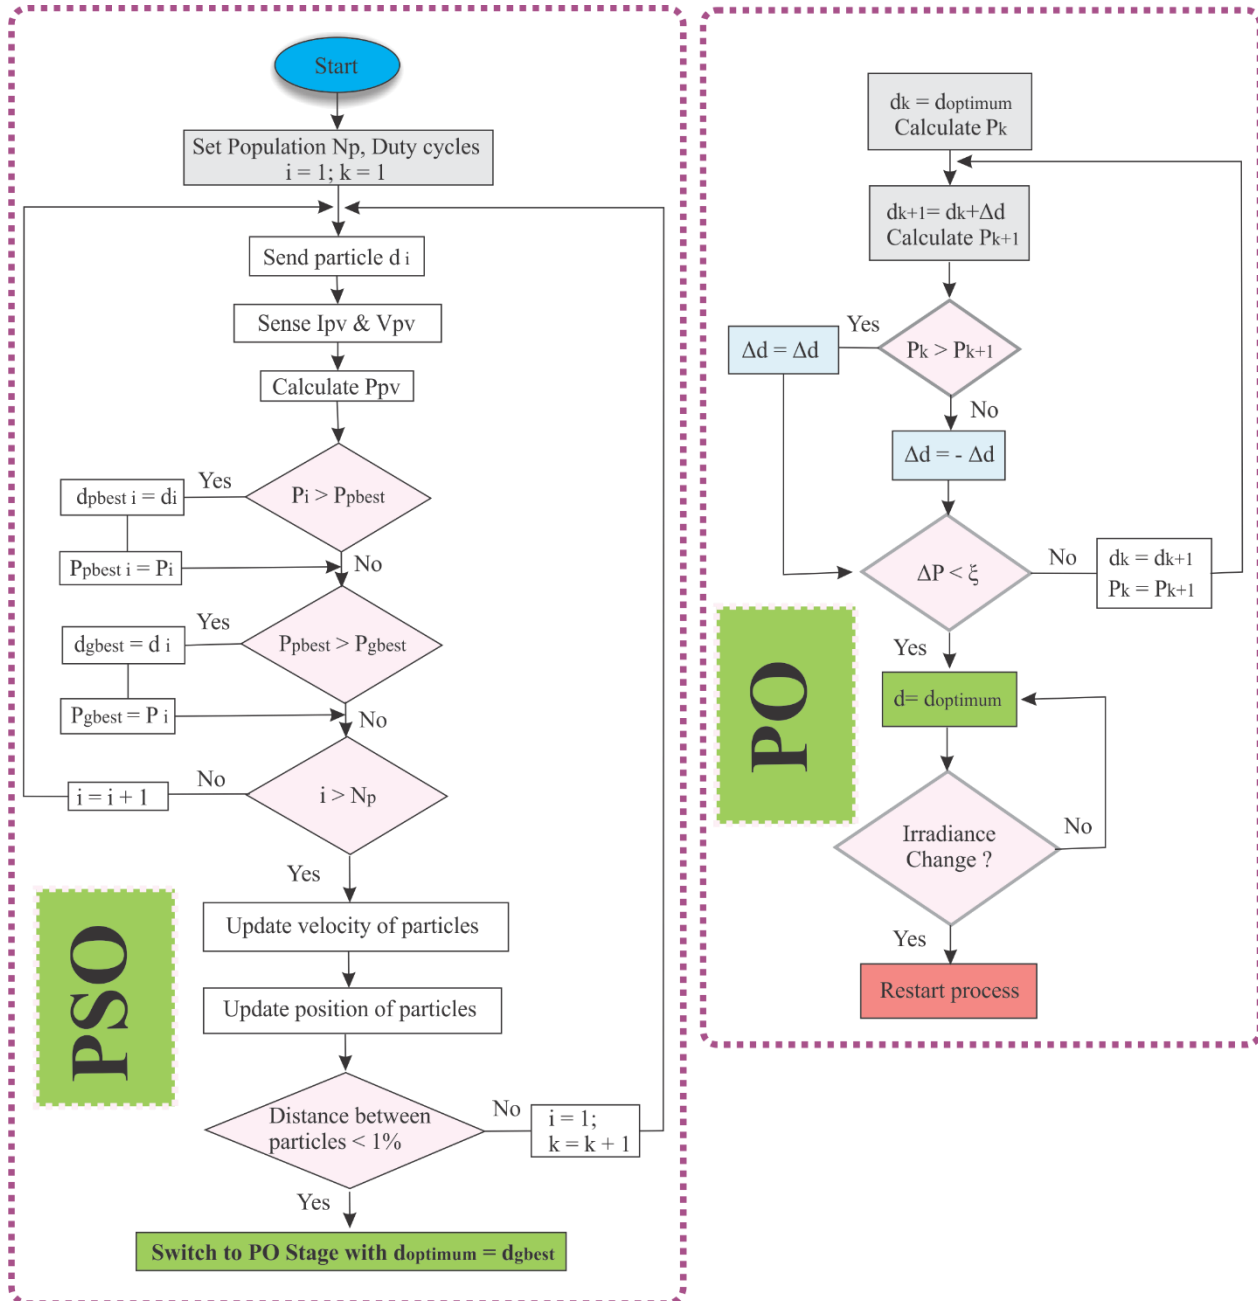 Start
Set Population Np, Duty cycles
i = 1; k = 1
Send particle d i
Sense Ipv & Vpv
Calculate Ppv
Pi > Ppbest
Yes
dpbest i = di
Ppbest i = Pi
No
Ppbest > Pgbest
Yes
dgbest = d i
Pgbest = P i
No
i > Np
No
i = i + 1
Yes
Update velocity of particles
Update position of particles
Distance between
particles < 1%
No
i = 1;
k = k + 1
Yes
Switch to PO Stage with doptimum = dgbest
PSO
dk = doptimum
Calculate Pk
dk+1= dk+Δd
Calculate Pk+1
Pk > Pk+1
Yes
Δd = Δd
No
Δd = - Δd
ΔP < ξ
No
dk = dk+1
Pk = Pk+1
Yes
d= doptimum
Irradiance
Change ?
No
Yes
Restart process
PO